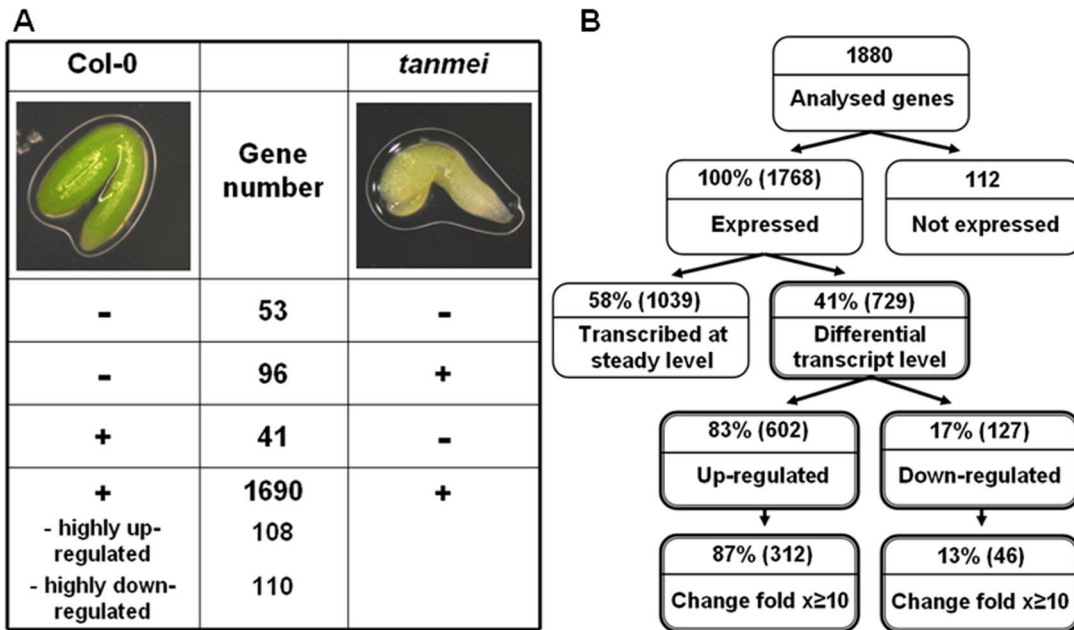 A
Col-0 tanmei
Gene
number
- 53 -
- 96 +
+ 41 -
+ 1690 +
- highly up-
regulated
108
- highly down-
regulated
110
B
1880
Analysed genes
100% (1768)
Expressed
112
Not expressed
58% (1039)
Transcribed at
steady level
41% (729)
Differential
transcript level
83% (602)
Up-regulated
17% (127)
Down-regulated
87% (312)
Change fold x≥10
13% (46)
Change fold x≥10